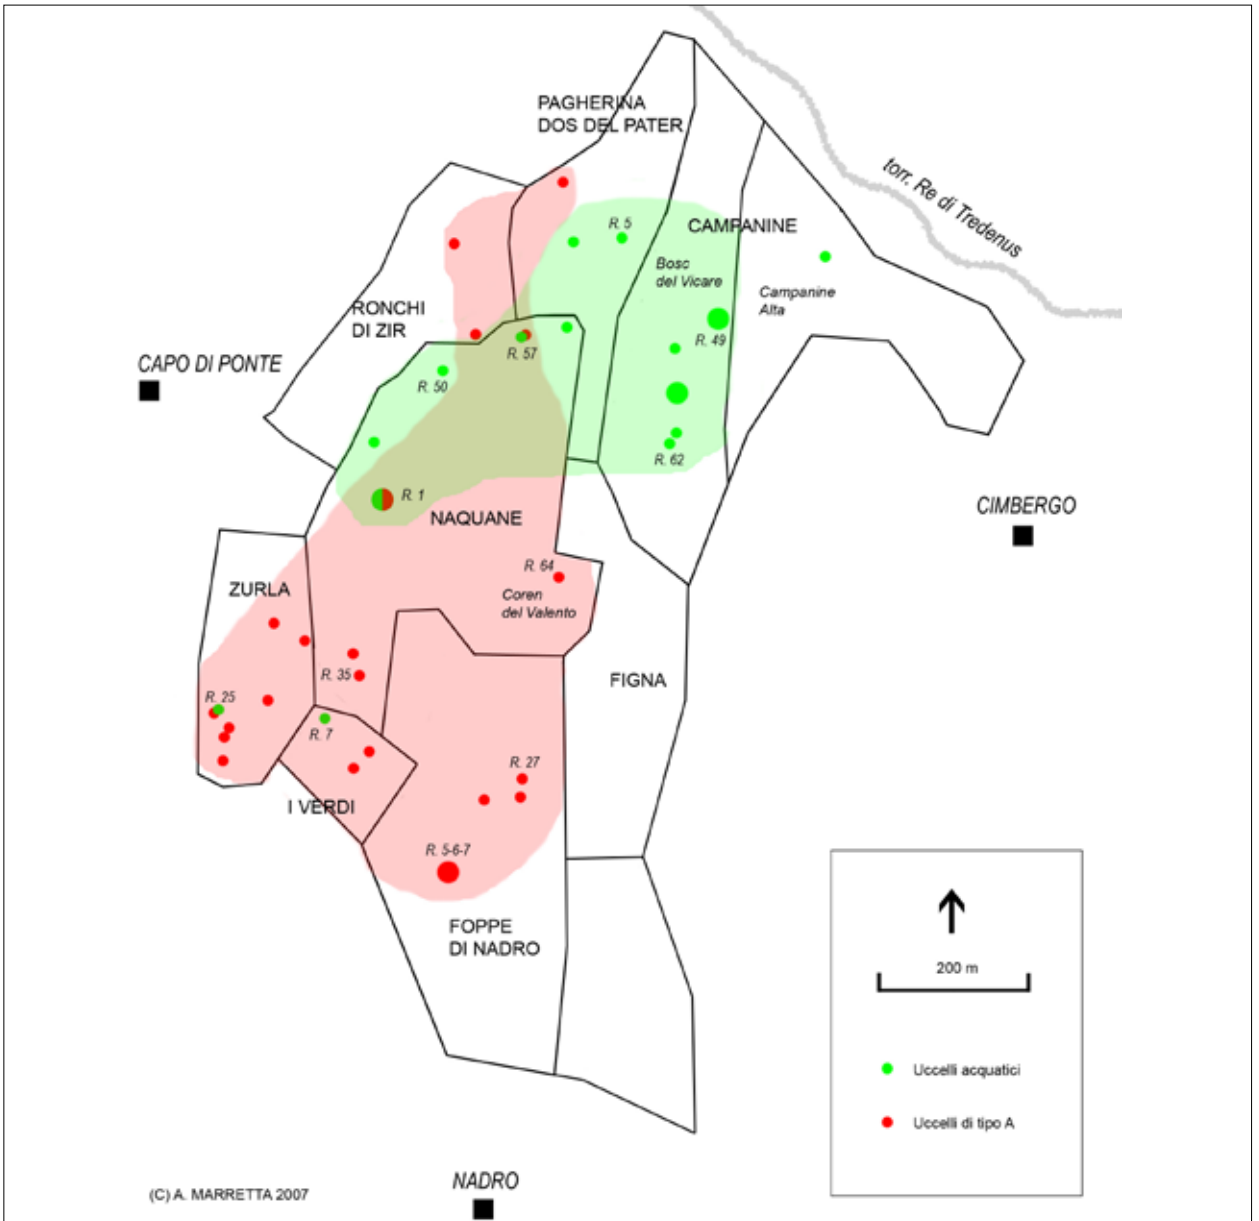 PAGHERINA
DOS DEL PATER
torr. Re di Tredenus
R. 5
CAMPANINE
Bosc
del Vicare
Campanine
Alta
RONCHI
DI ZIR
R. 49
R. 57
CAPO DI PONTE
R. 50
R. 62
R. 1
NAQUANE
CIMBERGO
R. 64
ZURLA
Coren
del Valento
R. 35
FIGNA
R. 25
R. 7
R. 27
I VERDI
R. 5-6-7
FOPPE
DI NADRO
200 m
Uccelli acquatici
Uccelli di tipo A
NADRO
(C) A. MARRETTA 2007